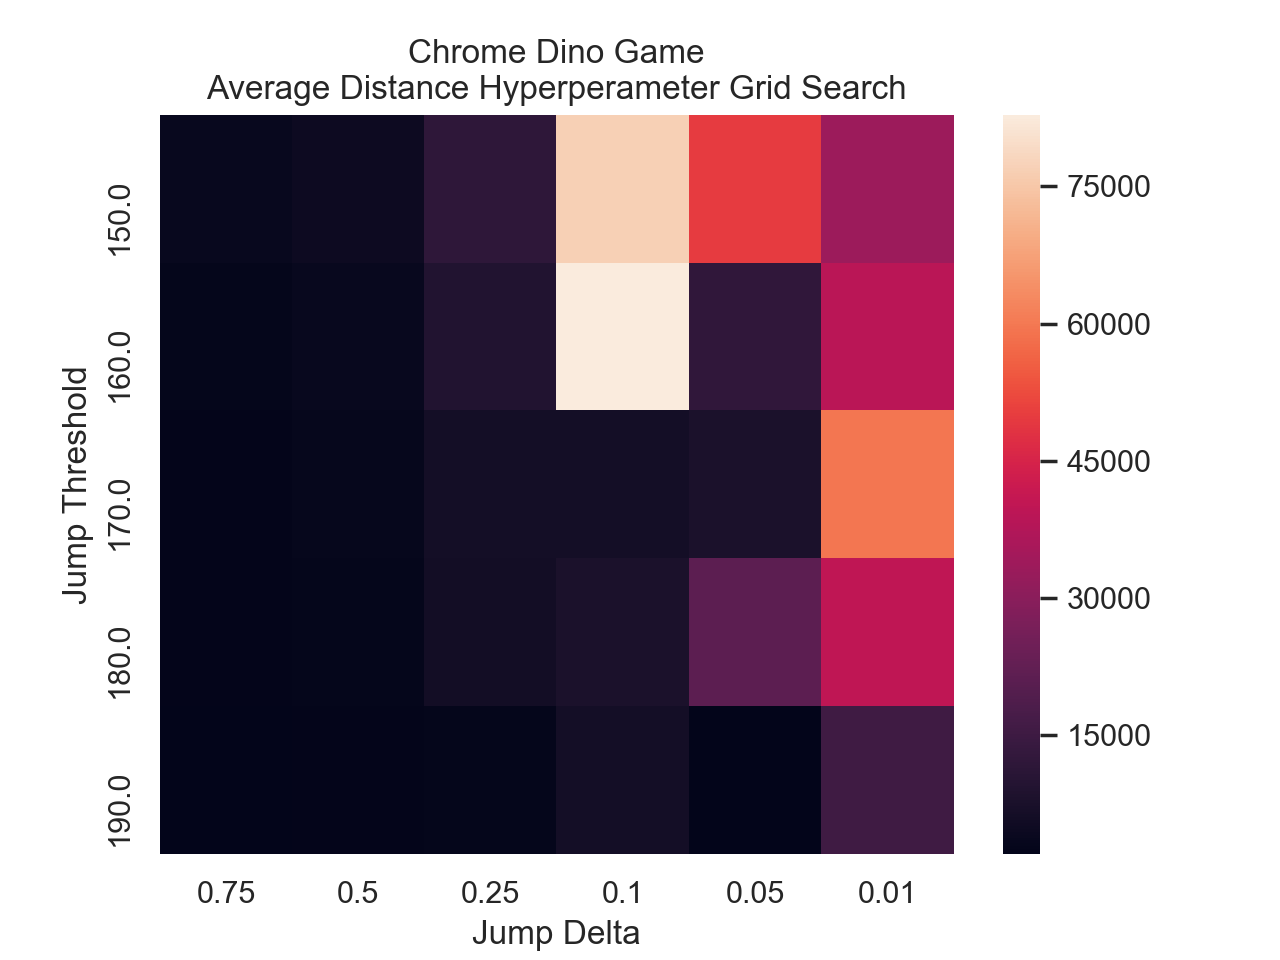 Chrome Dino Game
Average Distance Hyperperameter Grid Search
Jump Threshold
150.0
160.0
170.0
180.0
190.0
0.75 0.5 0.25 0.1 0.05 0.01
Jump Delta
75000
60000
45000
30000
15000